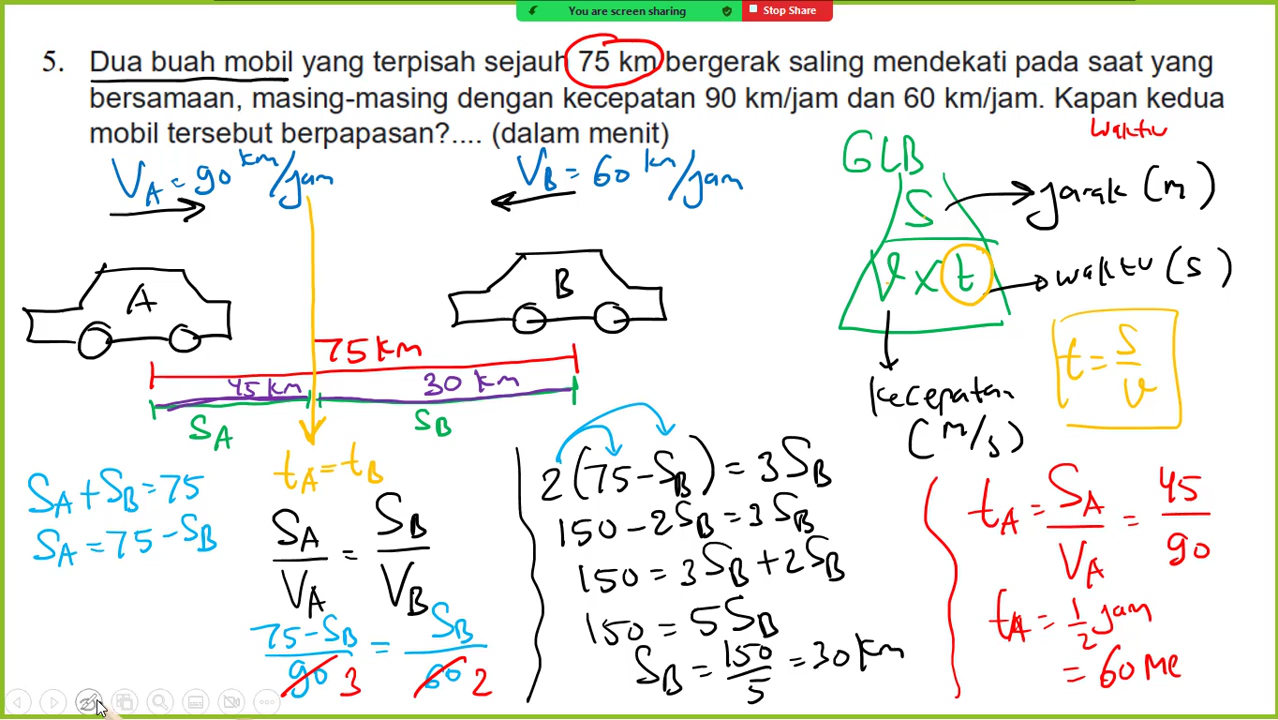 You are screen sharing
Stop Share
5. Dua buah mobil yang terpisah sejauh 75 km bergerak saling mendekati pada saat yang
bersamaan, masing-masing dengan kecepatan 90 km/jam dan 60 km/jam. Kapan kedua
mobil tersebut berpapasan?.... (dalam menit)
waktu
VA = 90 km/jam
VB = 60 km/jam
GLB
S
V x t
jarak (m)
waktu (s)
kecepatan
(m/s)
t = s/v
A
B
75 km
45 km
30 km
SA
SB
tA = tB
SA + SB = 75
SA = 75 - SB
SA/VA = SB/VB
75 - SB/90 = SB/60
3
2
2(75 - SB) = 3SB
150 - 2SB = 3SB
150 = 3SB + 2SB
150 = 5SB
SB = 150/5 = 30 km
tA = SA/VA = 45/90
tA = 1/2 jam
= 60 Me